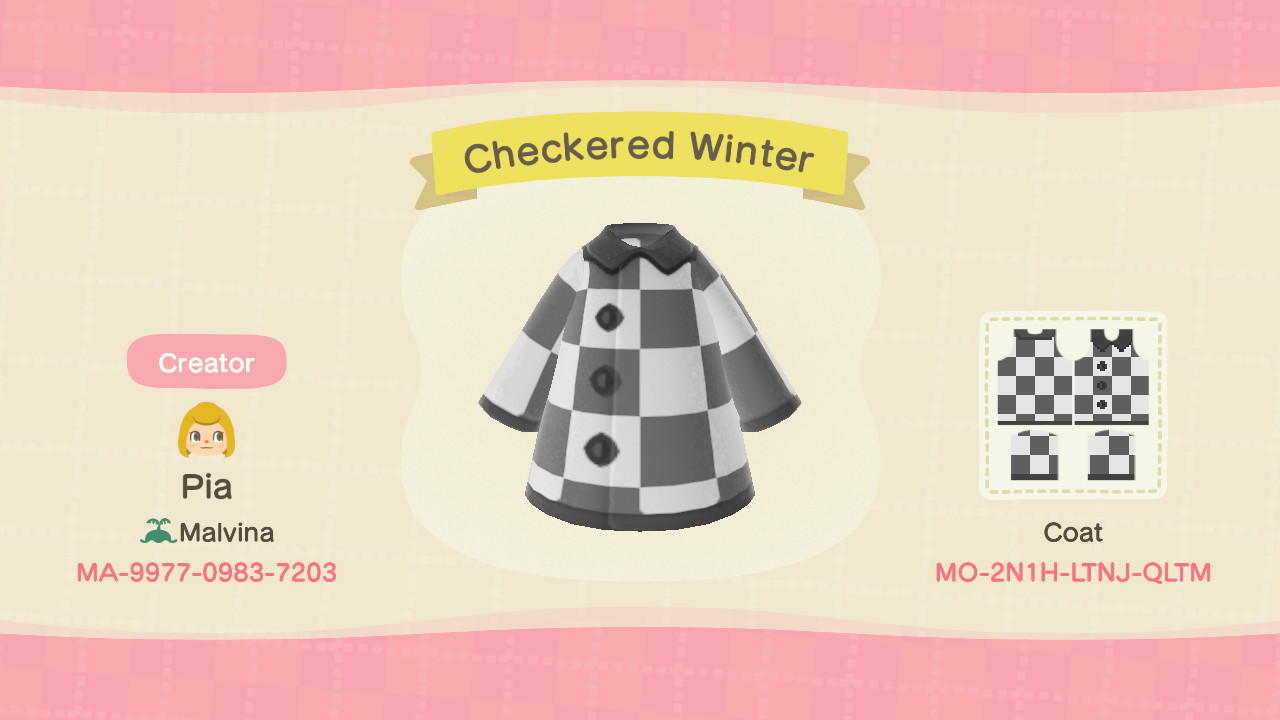 Checkered Winter
Creator
Pia
Malvina
MA-9977-0983-7203
Coat
MO-2N1H-LTNJ-QLTM